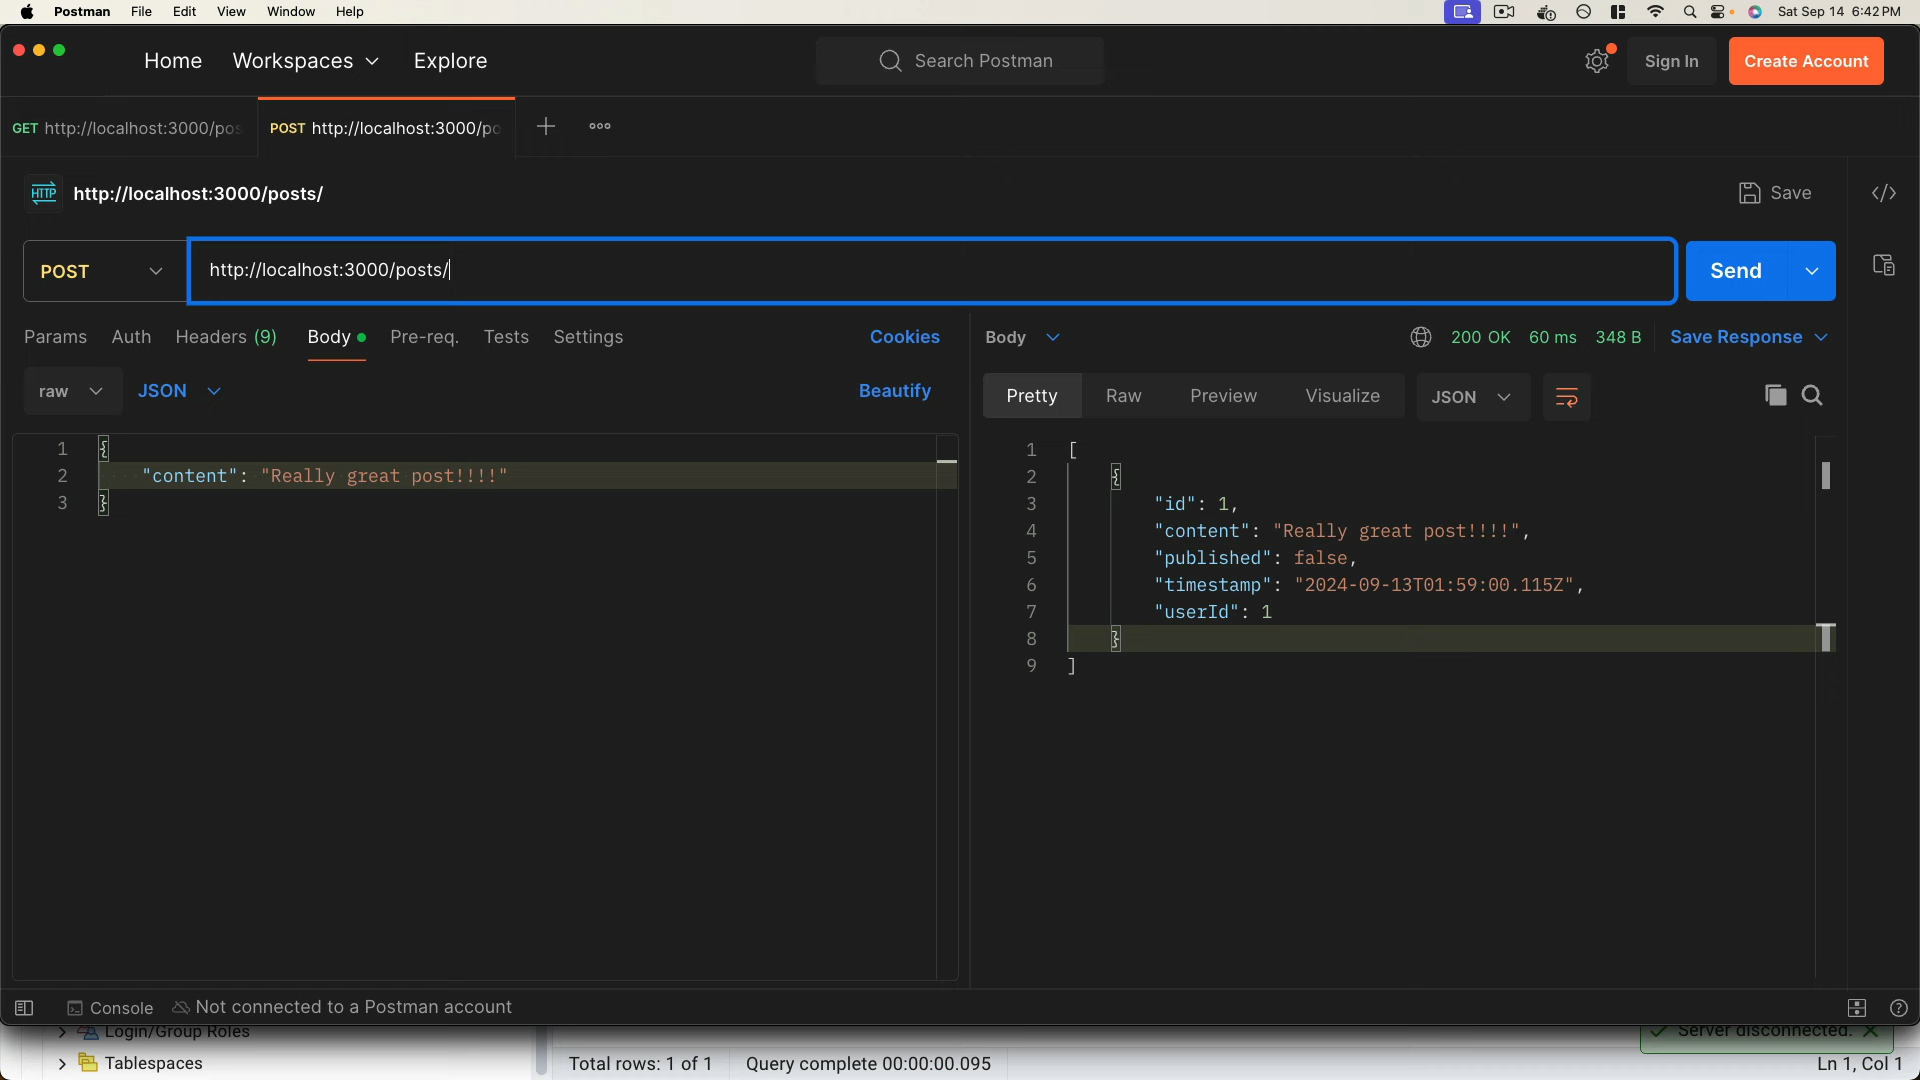 Postman File Edit View Window Help Sat Sep 14 6:42 PM
Home Workspaces Explore Search Postman Sign In Create Account
GET http://localhost:3000/pos POST http://localhost:3000/po
HTTP http://localhost:3000/posts/ Save </>
POST http://localhost:3000/posts/ Send
Params Auth Headers (9) Body Pre-req. Tests Settings Cookies
Body 200 OK 60 ms 348 B Save Response
raw JSON Beautify
Pretty Raw Preview Visualize JSON
1 {
2 "content": "Really great post!!!!"
3 }
1 [
2 {
3 "id": 1,
4 "content": "Really great post!!!!",
5 "published": false,
6 "timestamp": "2024-09-13T01:59:00.115Z",
7 "userId": 1
8 }
9 ]
Console Not connected to a Postman account
Login/Group Roles Server disconnected.
Tablespaces Total rows: 1 of 1 Query complete 00:00:00.095 Ln 1, Col 1